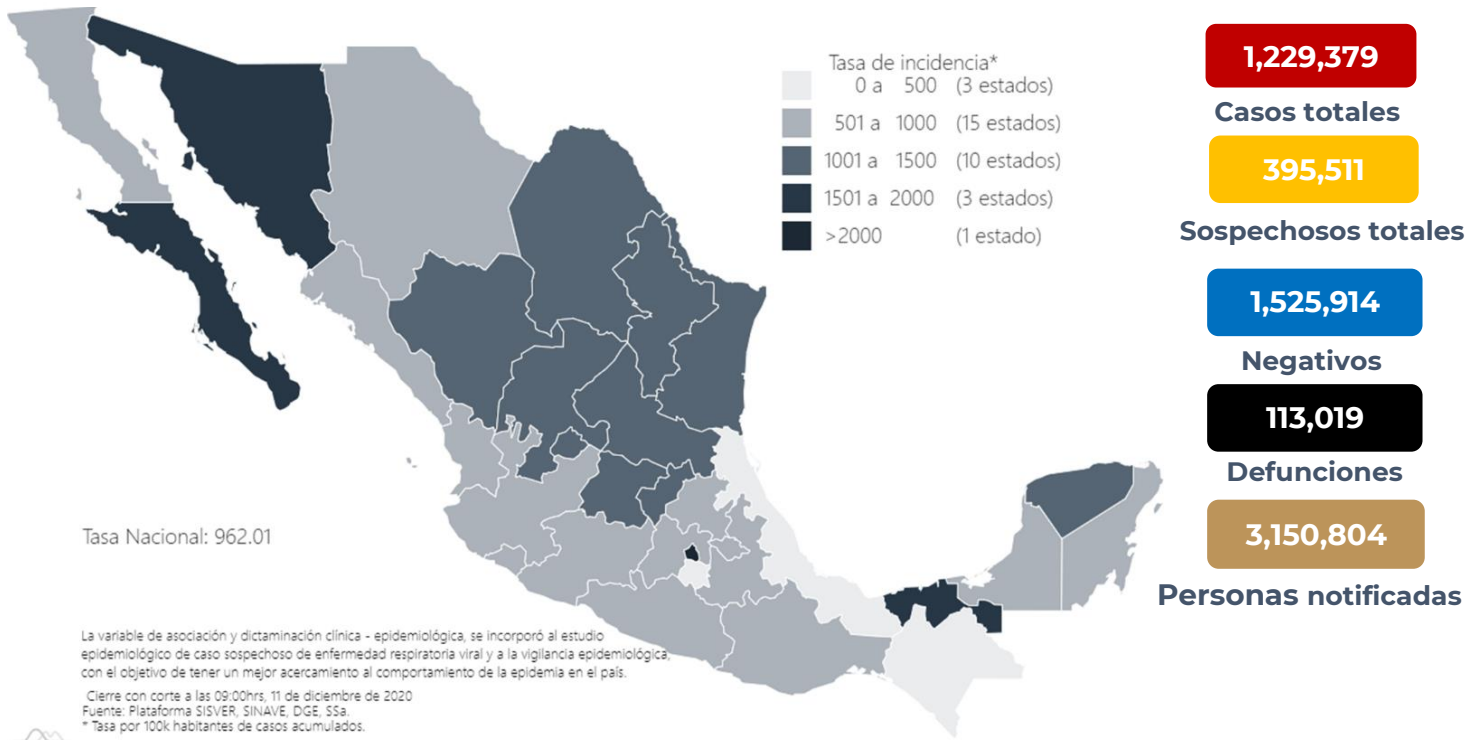 Tasa de incidencia*
0 a 500 (3 estados)
501 a 1000 (15 estados)
1001 a 1500 (10 estados)
1501 a 2000 (3 estados)
>2000 (1 estado)
1,229,379
Casos totales
395,511
Sospechosos totales
1,525,914
Negativos
113,019
Defunciones
3,150,804
Personas notificadas
Tasa Nacional: 962.01
La variable de asociación y dictaminación clínica - epidemiológica, se incorporó al estudio
epidemiológico de caso sospechoso de enfermedad respiratoria viral y a la vigilancia epidemiológica,
con el objetivo de tener un mejor acercamiento al comportamiento de la epidemia en el país.
Cierre con corte a las 09:00hrs, 11 de diciembre de 2020
Fuente: Plataforma SISVER, SINAVE, DGE, SSa.
* Tasa por 100k habitantes de casos acumulados.